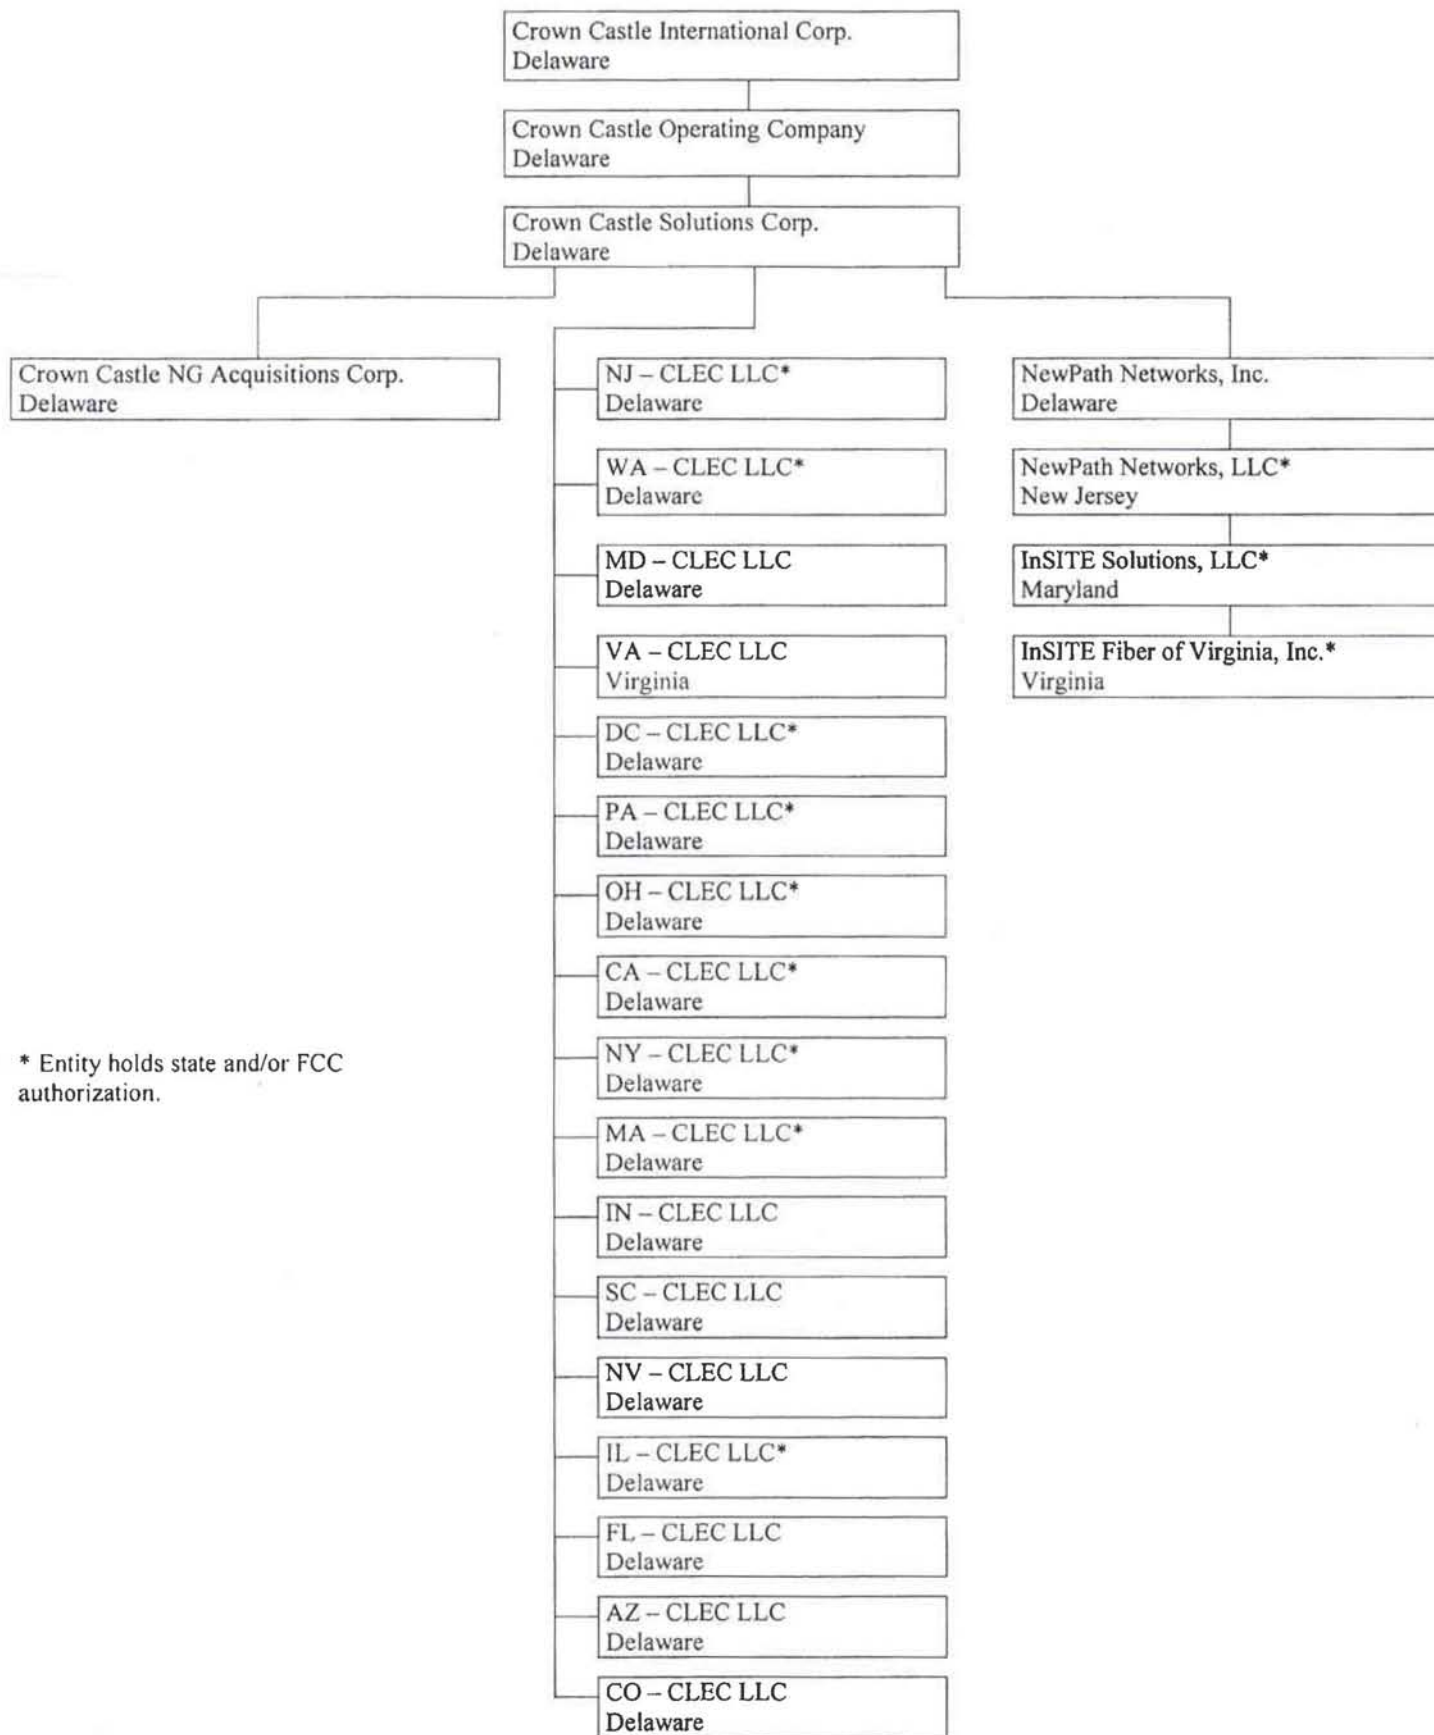 Crown Castle International Corp.
Delaware
Crown Castle Operating Company
Delaware
Crown Castle Solutions Corp.
Delaware
Crown Castle NG Acquisitions Corp.
Delaware
NJ – CLEC LLC*
Delaware
WA – CLEC LLC*
Delaware
MD – CLEC LLC
Delaware
VA – CLEC LLC
Virginia
DC – CLEC LLC*
Delaware
PA – CLEC LLC*
Delaware
OH – CLEC LLC*
Delaware
CA – CLEC LLC*
Delaware
NY – CLEC LLC*
Delaware
MA – CLEC LLC*
Delaware
IN – CLEC LLC
Delaware
SC – CLEC LLC
Delaware
NV – CLEC LLC
Delaware
IL – CLEC LLC*
Delaware
FL – CLEC LLC
Delaware
AZ – CLEC LLC
Delaware
CO – CLEC LLC
Delaware
NewPath Networks, Inc.
Delaware
NewPath Networks, LLC*
New Jersey
InSITE Solutions, LLC*
Maryland
InSITE Fiber of Virginia, Inc.*
Virginia
* Entity holds state and/or FCC
authorization.